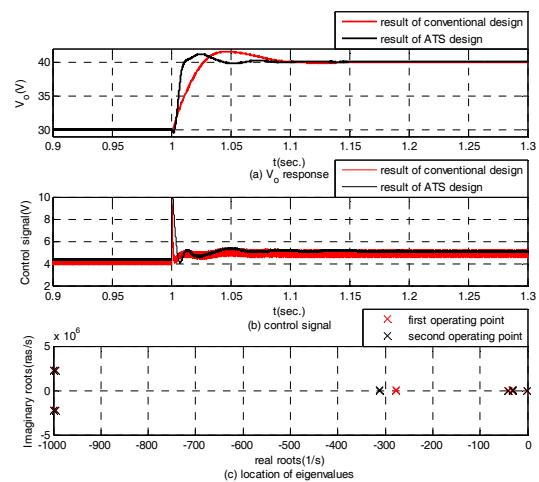 result of conventional design
result of ATS design
40
35
30
V_o(V)
0.9 0.95 1 1.05 1.1 1.15 1.2 1.25 1.3
t(sec.)
(a) V_o response
result of conventional design
result of ATS design
10
8
6
4
2
Control signal(V)
0.9 0.95 1 1.05 1.1 1.15 1.2 1.25 1.3
t(sec.)
(b) control signal
first operating point
second operating point
x 10^6
5
0
-5
Imaginary roots(ras/s)
-1000 -900 -800 -700 -600 -500 -400 -300 -200 -100 0
real roots(1/s)
(c) location of eigenvalues